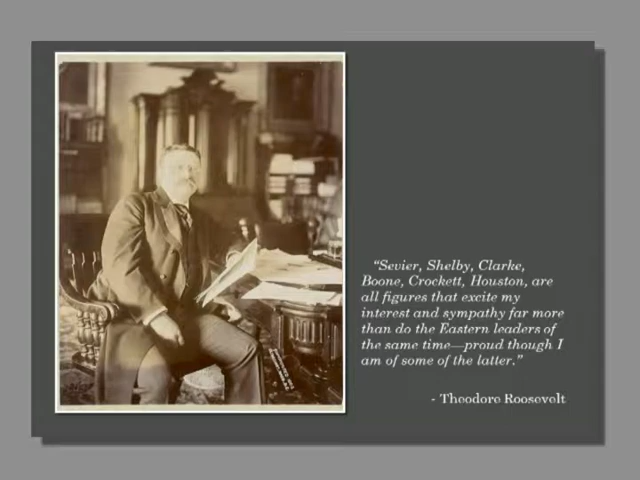 “Sevier, Shelby, Clarke,
Boone, Crockett, Houston, are
all figures that excite my
interest and sympathy far more
than do the Eastern leaders of
the same time—proud though I
am of some of the latter.”
- Theodore Roosevelt